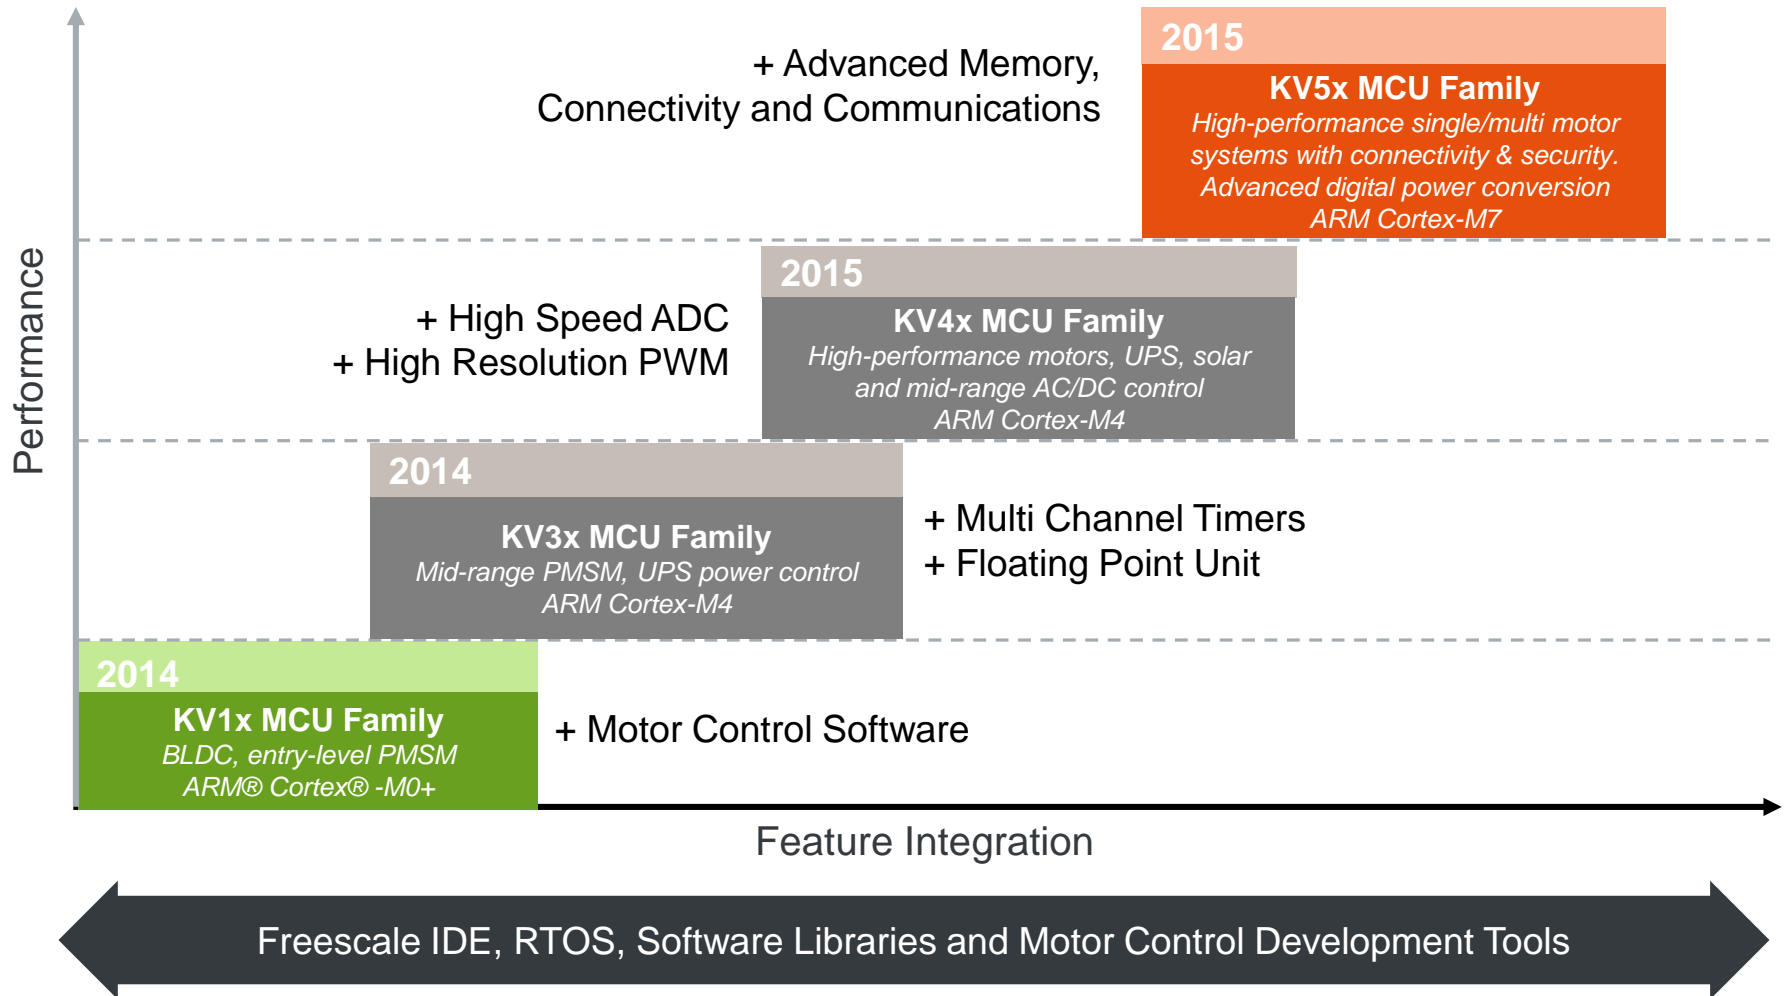 2015
KV5x MCU Family
High-performance single/multi motor
systems with connectivity & security.
Advanced digital power conversion
ARM Cortex-M7
+ Advanced Memory,
Connectivity and Communications
2015
KV4x MCU Family
High-performance motors, UPS, solar
and mid-range AC/DC control
ARM Cortex-M4
+ High Speed ADC
+ High Resolution PWM
2014
KV3x MCU Family
Mid-range PMSM, UPS power control
ARM Cortex-M4
+ Multi Channel Timers
+ Floating Point Unit
2014
KV1x MCU Family
BLDC, entry-level PMSM
ARM® Cortex® -M0+
+ Motor Control Software
Performance
Feature Integration
Freescale IDE, RTOS, Software Libraries and Motor Control Development Tools